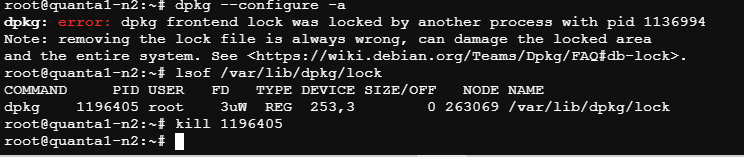 root@quanta1-n2:~# dpkg --configure -a
dpkg: error: dpkg frontend lock was locked by another process with pid 1136994
Note: removing the lock file is always wrong, can damage the locked area
and the entire system. See <https://wiki.debian.org/Teams/Dpkg/FAQ#db-lock>.
root@quanta1-n2:~# lsof /var/lib/dpkg/lock
COMMAND     PID USER   FD   TYPE DEVICE SIZE/OFF   NODE NAME
dpkg    1196405 root    3uW  REG  253,3        0 263069 /var/lib/dpkg/lock
root@quanta1-n2:~# kill 1196405
root@quanta1-n2:~#